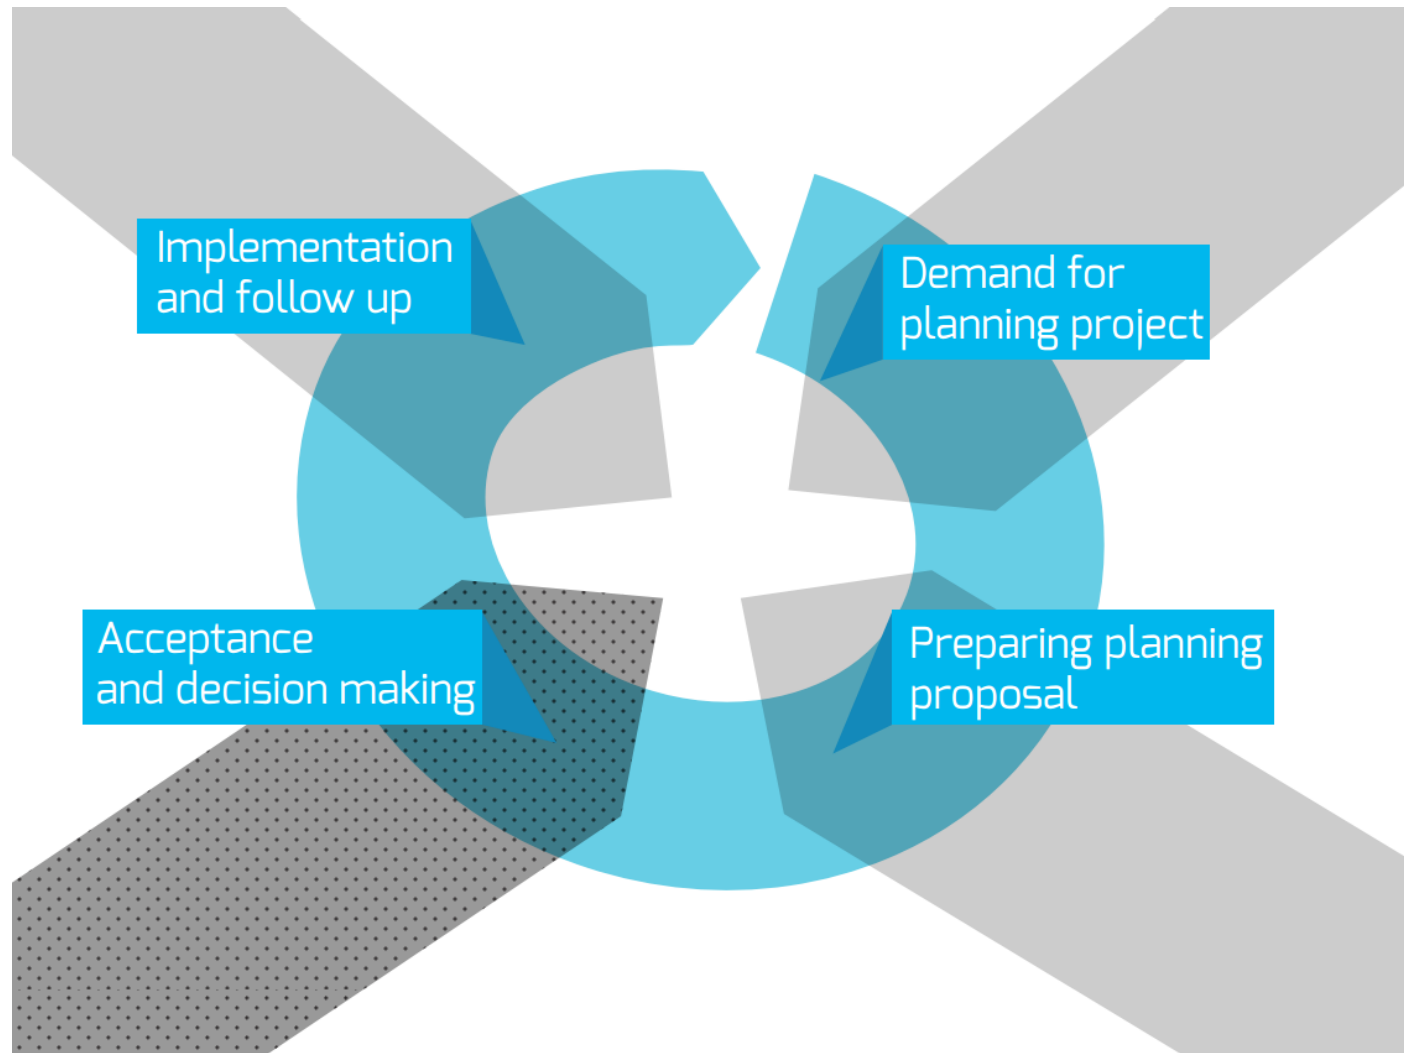 Implementation
and follow up
Demand for
planning project
Acceptance
and decision making
Preparing planning
proposal